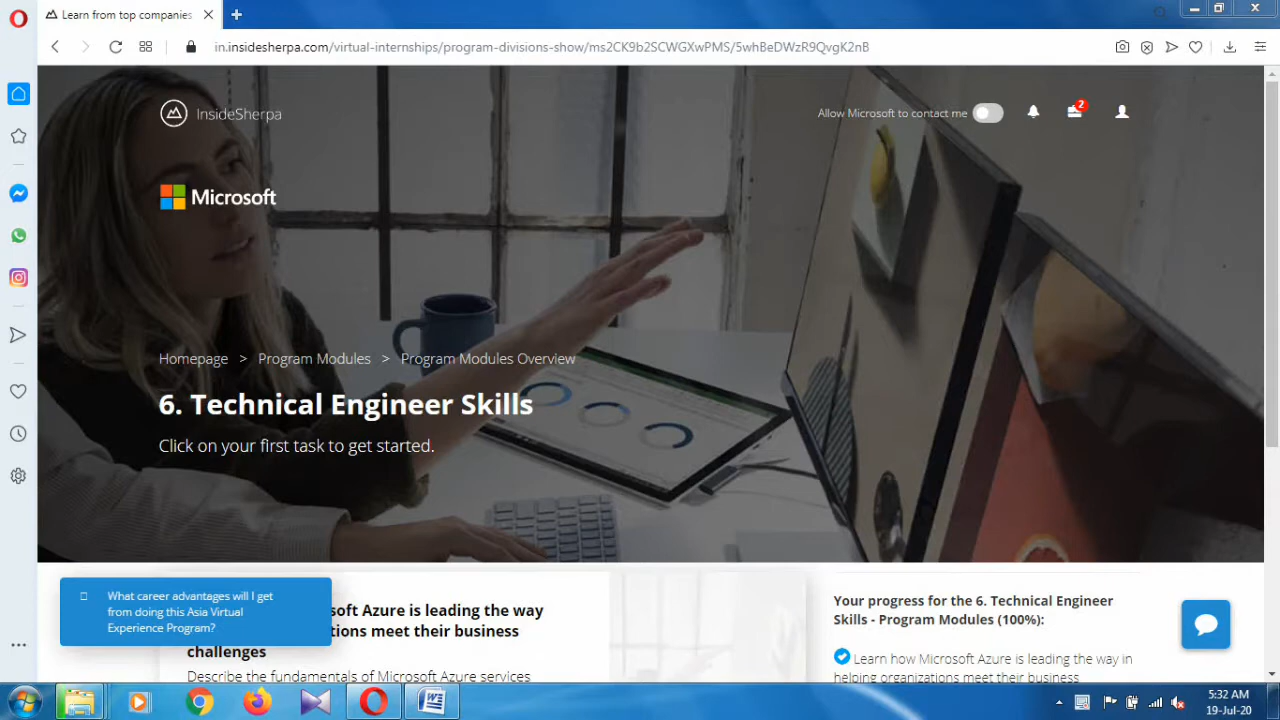 Learn from top companies
in.insidesherpa.com/virtual-internships/program-divisions-show/ms2CK9b2SCWGXwPMS/5whBeDWzR9QvgK2nB
InsideSherpa
Allow Microsoft to contact me
2
Microsoft
Homepage > Program Modules > Program Modules Overview
6. Technical Engineer Skills
Click on your first task to get started.
What career advantages will I get
from doing this Asia Virtual
Experience Program?
soft Azure is leading the way
tions meet their business
challenges
Describe the fundamentals of Microsoft Azure services
Your progress for the 6. Technical Engineer
Skills - Program Modules (100%):
Learn how Microsoft Azure is leading the way in
helping organizations meet their business
5:32 AM
19-Jul-20